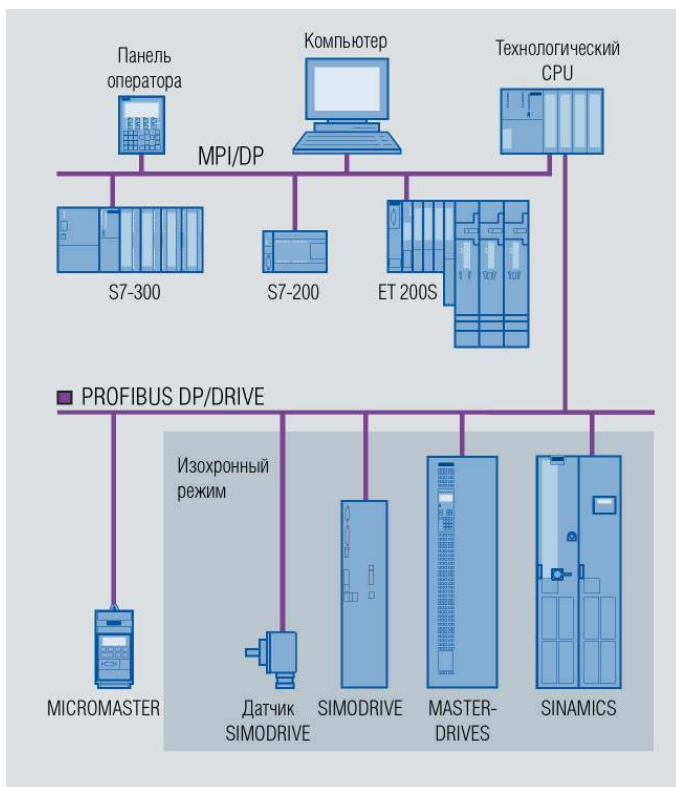 Панель
оператора
Компьютер
Технологический
CPU
MPI/DP
S7-300
S7-200
ET 200S
PROFIBUS DP/DRIVE
Изохронный
режим
MICROMASTER
Датчик
SIMODRIVE
SIMODRIVE
MASTER-
DRIVES
SINAMICS